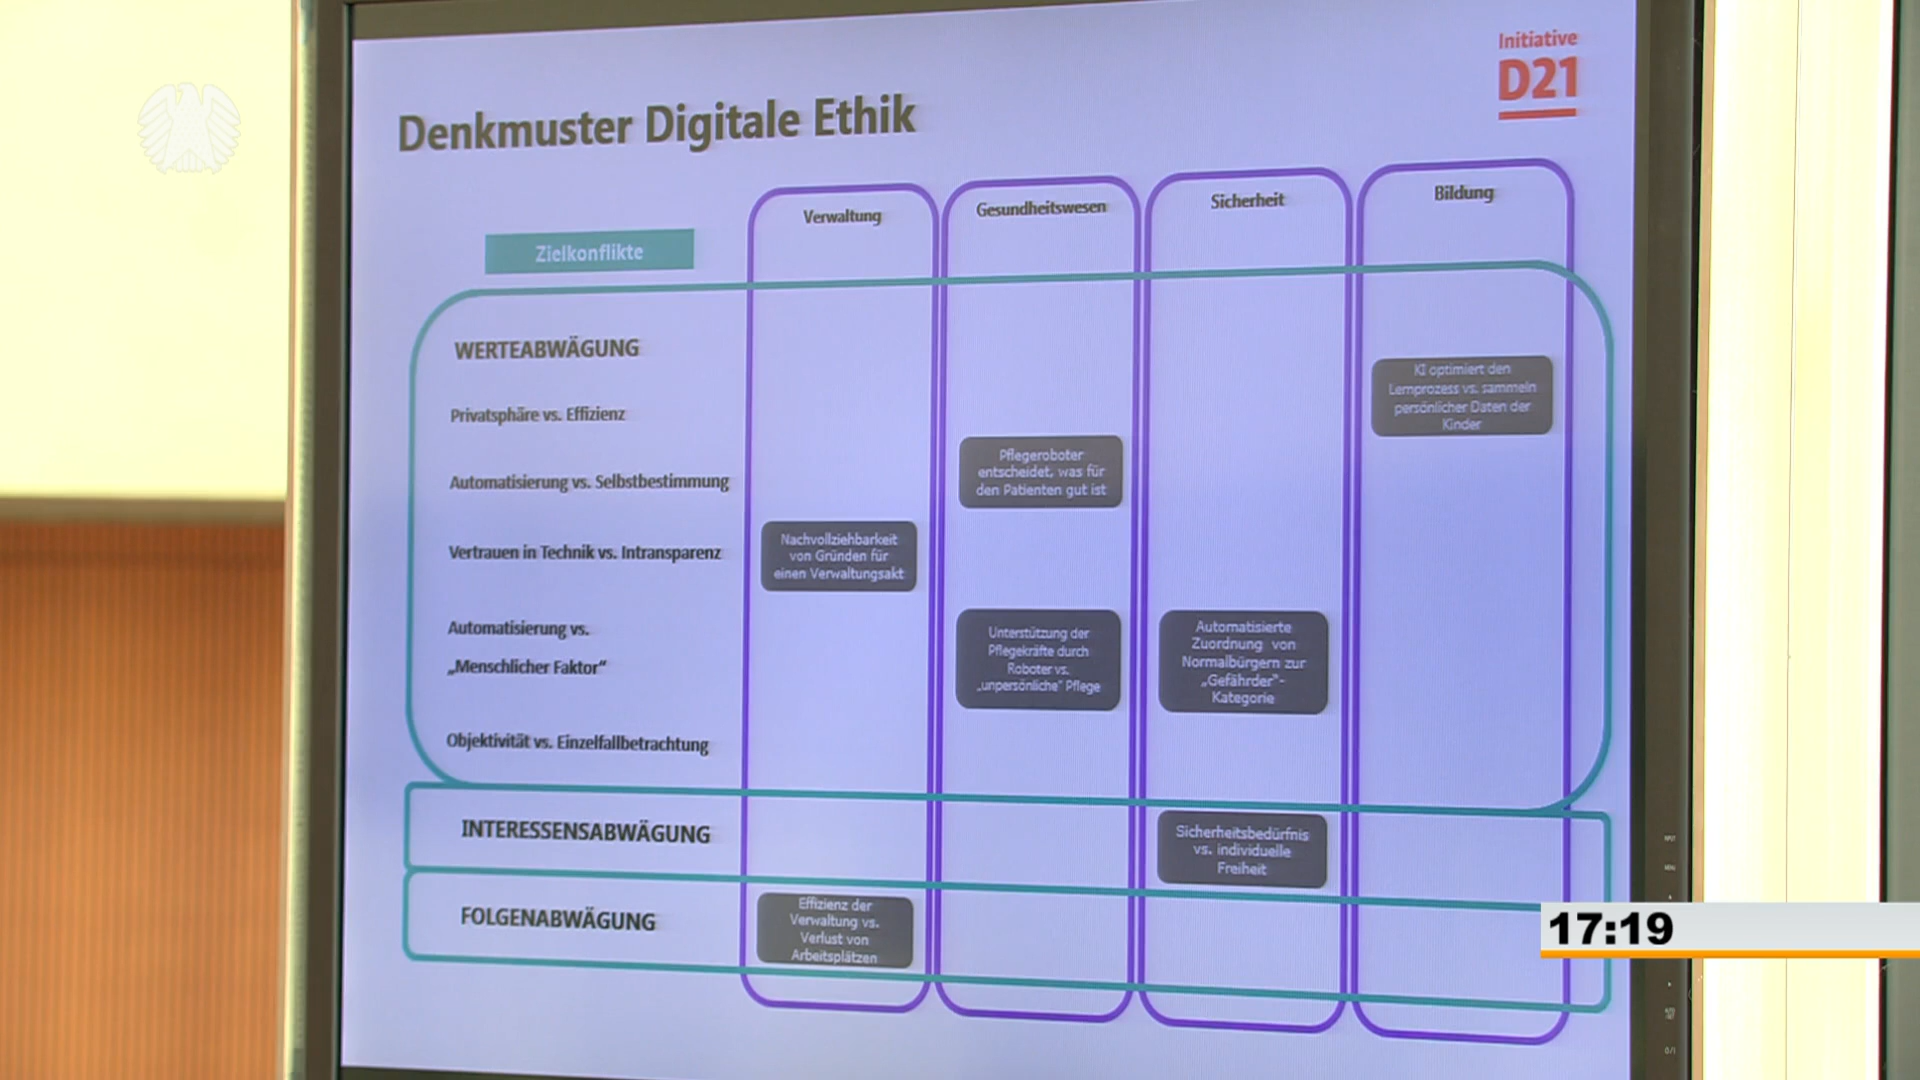 Initiative
D21
Denkmuster Digitale Ethik
Verwaltung
Gesundheitswesen
Sicherheit
Bildung
Zielkonflikte
WERTEABWÄGUNG
Privatsphäre vs. Effizienz
KI optimiert den
Lernprozess vs. sammeln
persönlicher Daten der
Kinder
Automatisierung vs. Selbstbestimmung
Pflegeroboter
entscheidet, was für
den Patienten gut ist
Vertrauen in Technik vs. Intransparenz
Nachvollziehbarkeit
von Gründen für
einen Verwaltungsakt
Automatisierung vs.
„Menschlicher Faktor“
Unterstützung der
Pflegekräfte durch
Roboter vs.
„unpersönliche“ Pflege
Automatisierte
Zuordnung von
Normalbürgern zur
„Gefährder“-
Kategorie
Objektivität vs. Einzelfallbetrachtung
INTERESSENSABWÄGUNG
Sicherheitsbedürfnis
vs. individuelle
Freiheit
FOLGENABWÄGUNG
Effizienz der
Verwaltung vs.
Verlust von
Arbeitsplätzen
17:19